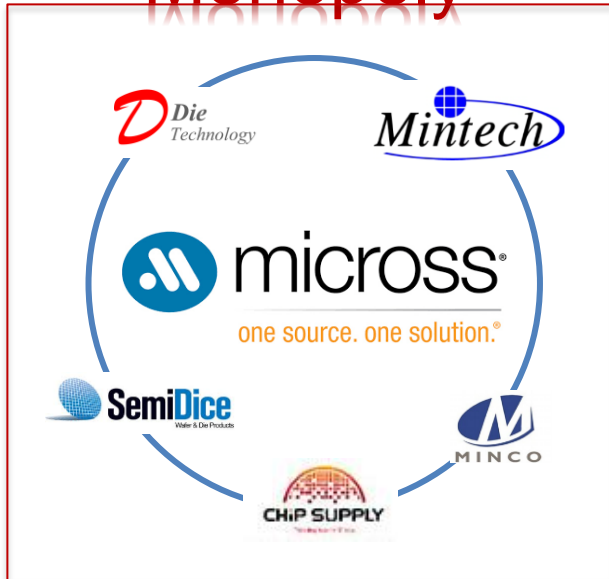 Monopoly
Die
Technology
Mintech
micross®
one source. one solution.®
SemiDice
Wafer & Die Products
MINCO
CHiP SUPPLY